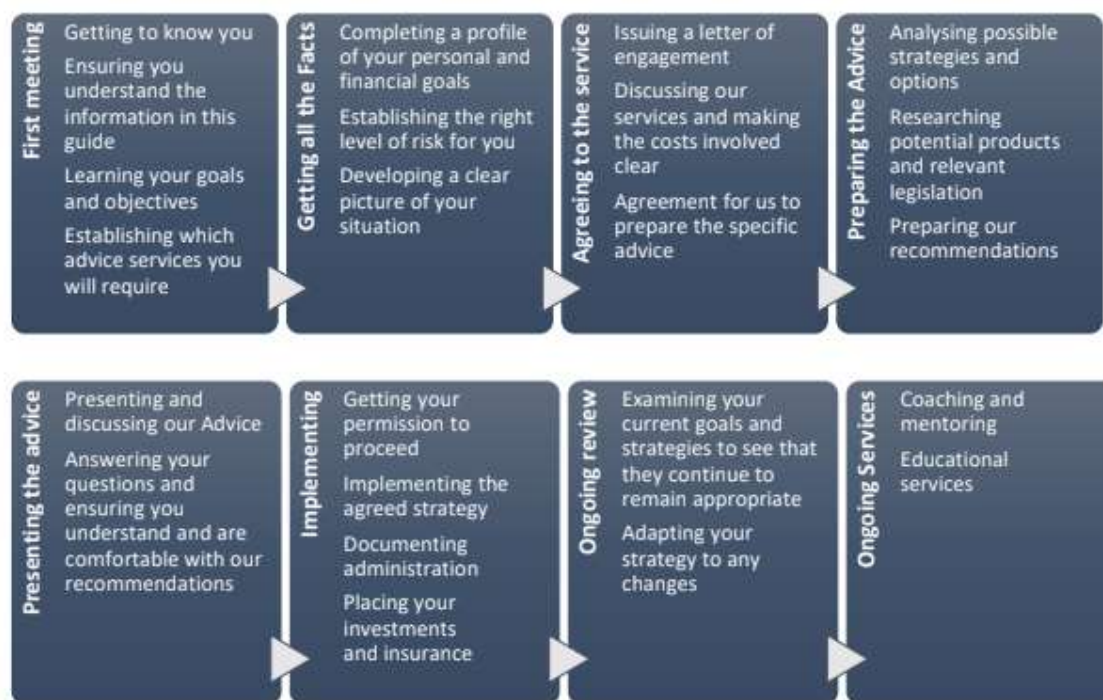 First meeting
Getting to know you
Ensuring you
understand the
information in this
guide
Learning your goals
and objectives
Establishing which
advice services you
will require
Getting all the Facts
Completing a profile
of your personal and
financial goals
Establishing the right
level of risk for you
Developing a clear
picture of your
situation
Agreeing to the service
Issuing a letter of
engagement
Discussing our
services and making
the costs involved
clear
Agreement for us to
prepare the specific
advice
Preparing the Advice
Analysing possible
strategies and
options
Researching
potential products
and relevant
legislation
Preparing our
recommendations
Presenting the advice
Presenting and
discussing our Advice
Answering your
questions and
ensuring you
understand and are
comfortable with our
recommendations
Implementing
Getting your
permission to
proceed
Implementing the
agreed strategy
Documenting
administration
Placing your
investments
and insurance
Ongoing review
Examining your
current goals and
strategies to see that
they continue to
remain appropriate
Adapting your
strategy to any
changes
Ongoing Services
Coaching and
mentoring
Educational
services